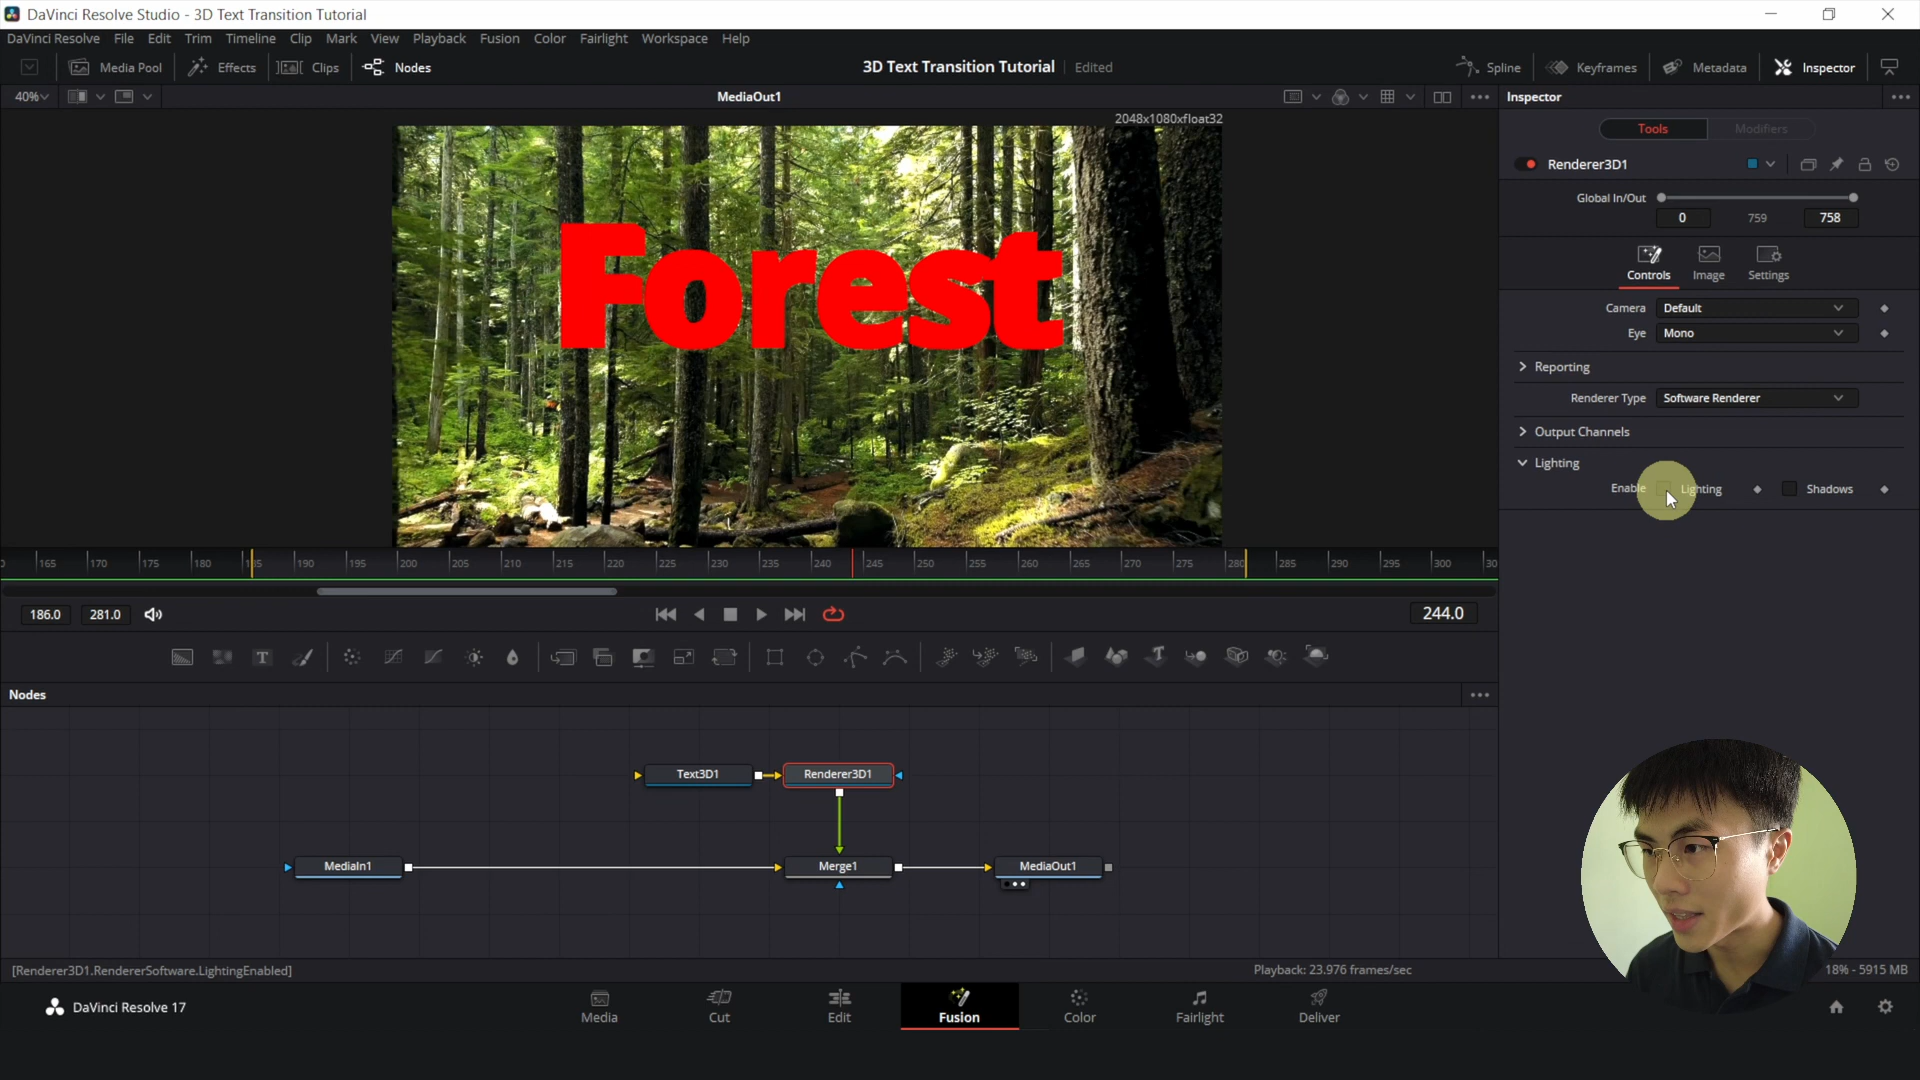 DaVinci Resolve Studio - 3D Text Transition Tutorial
DaVinci Resolve File Edit Trim Timeline Clip Mark View Playback Fusion Color Fairlight Workspace Help
Media Pool Effects Clips Nodes 3D Text Transition Tutorial Edited Spline Keyframes Metadata Inspector
40% MediaOut1 Inspector
2048x1080xfloat32
Tools Modifiers
Renderer3D1
Global In/Out
0 759 758
Controls Image Settings
Camera Default
Eye Mono
Reporting
Renderer Type Software Renderer
Output Channels
Lighting
Enable Lighting Shadows
Forest
165 170 175 180 190 195 200 205 210 215 220 225 230 235 240 245 250 255 260 265 270 275 280 285 290 295 300 30
186.0 281.0 244.0
T
Nodes
Text3D1 Renderer3D1
MediaIn1 Merge1 MediaOut1
[Renderer3D1.RendererSoftware.LightingEnabled] Playback: 23.976 frames/sec 18% - 5915 MB
DaVinci Resolve 17 Media Cut Edit Fusion Color Fairlight Deliver